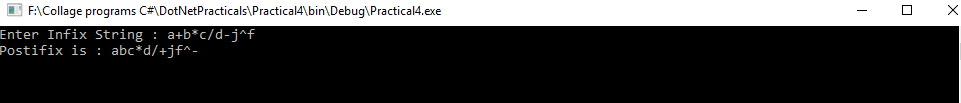 F:\Collage programs C#\DotNetPracticals\Practical4\bin\Debug\Practical4.exe
Enter Infix String : a+b*c/d-j^f
Postifix is : abc*d/+jf^-